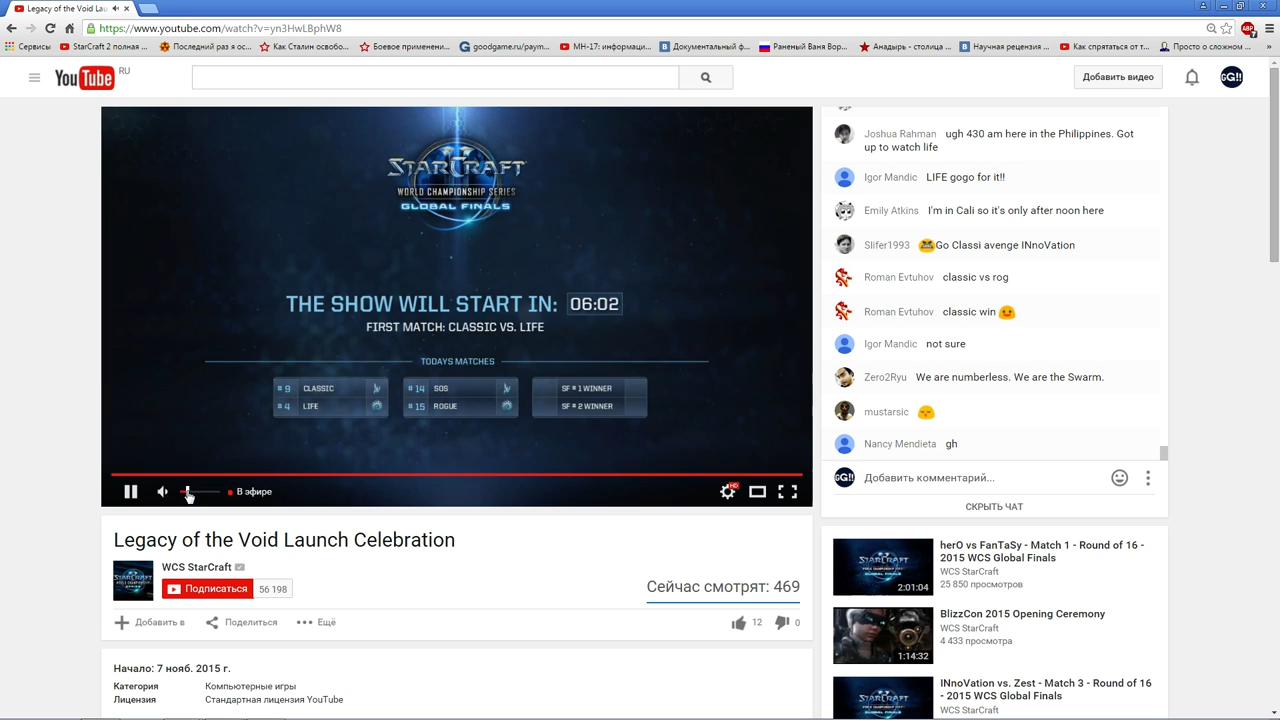 Legacy of the Void Lau
https://www.youtube.com/watch?v=yn3HwLBphW8
Сервисы
StarCraft 2 полная ...
Последний раз я ос...
Как Сталин освобо...
Боевое применени...
goodgame.ru/paym...
MH-17: информаци...
Документальный ф...
Раненый Ваня Вор...
Анадырь - столица ...
Научная рецензия ...
Как спрятаться от т...
Просто о сложном ...
YouTube RU
Добавить видео
GG!!
STARCRAFT II
WORLD CHAMPIONSHIP SERIES
GLOBAL FINALS
THE SHOW WILL START IN: 06:02
FIRST MATCH: CLASSIC VS. LIFE
TODAYS MATCHES
# 9 CLASSIC
# 4 LIFE
# 14 SOS
# 15 ROGUE
SF # 1 WINNER
SF # 2 WINNER
В эфире
HD
Joshua Rahman ugh 430 am here in the Philippines. Got
up to watch life
Igor Mandic LIFE gogo for it!!
Emily Atkins I'm in Cali so it's only after noon here
Slifer1993 Go Classi avenge INnoVation
Roman Evtuhov classic vs rog
Roman Evtuhov classic win
Igor Mandic not sure
Zero2Ryu We are numberless. We are the Swarm.
mustarsic
Nancy Mendieta gh
GG!! Добавить комментарий...
СКРЫТЬ ЧАТ
Legacy of the Void Launch Celebration
WCS StarCraft
Подписаться 56 198
Сейчас смотрят: 469
Добавить в
Поделиться
Ещё
12
0
Начало: 7 нояб. 2015 г.
Категория Компьютерные игры
Лицензия Стандартная лицензия YouTube
herO vs FanTaSy - Match 1 - Round of 16 -
2015 WCS Global Finals
WCS StarCraft
25 850 просмотров
2:01:04
BlizzCon 2015 Opening Ceremony
WCS StarCraft
4 433 просмотра
1:14:32
INnoVation vs. Zest - Match 3 - Round of 16
- 2015 WCS Global Finals
WCS StarCraft